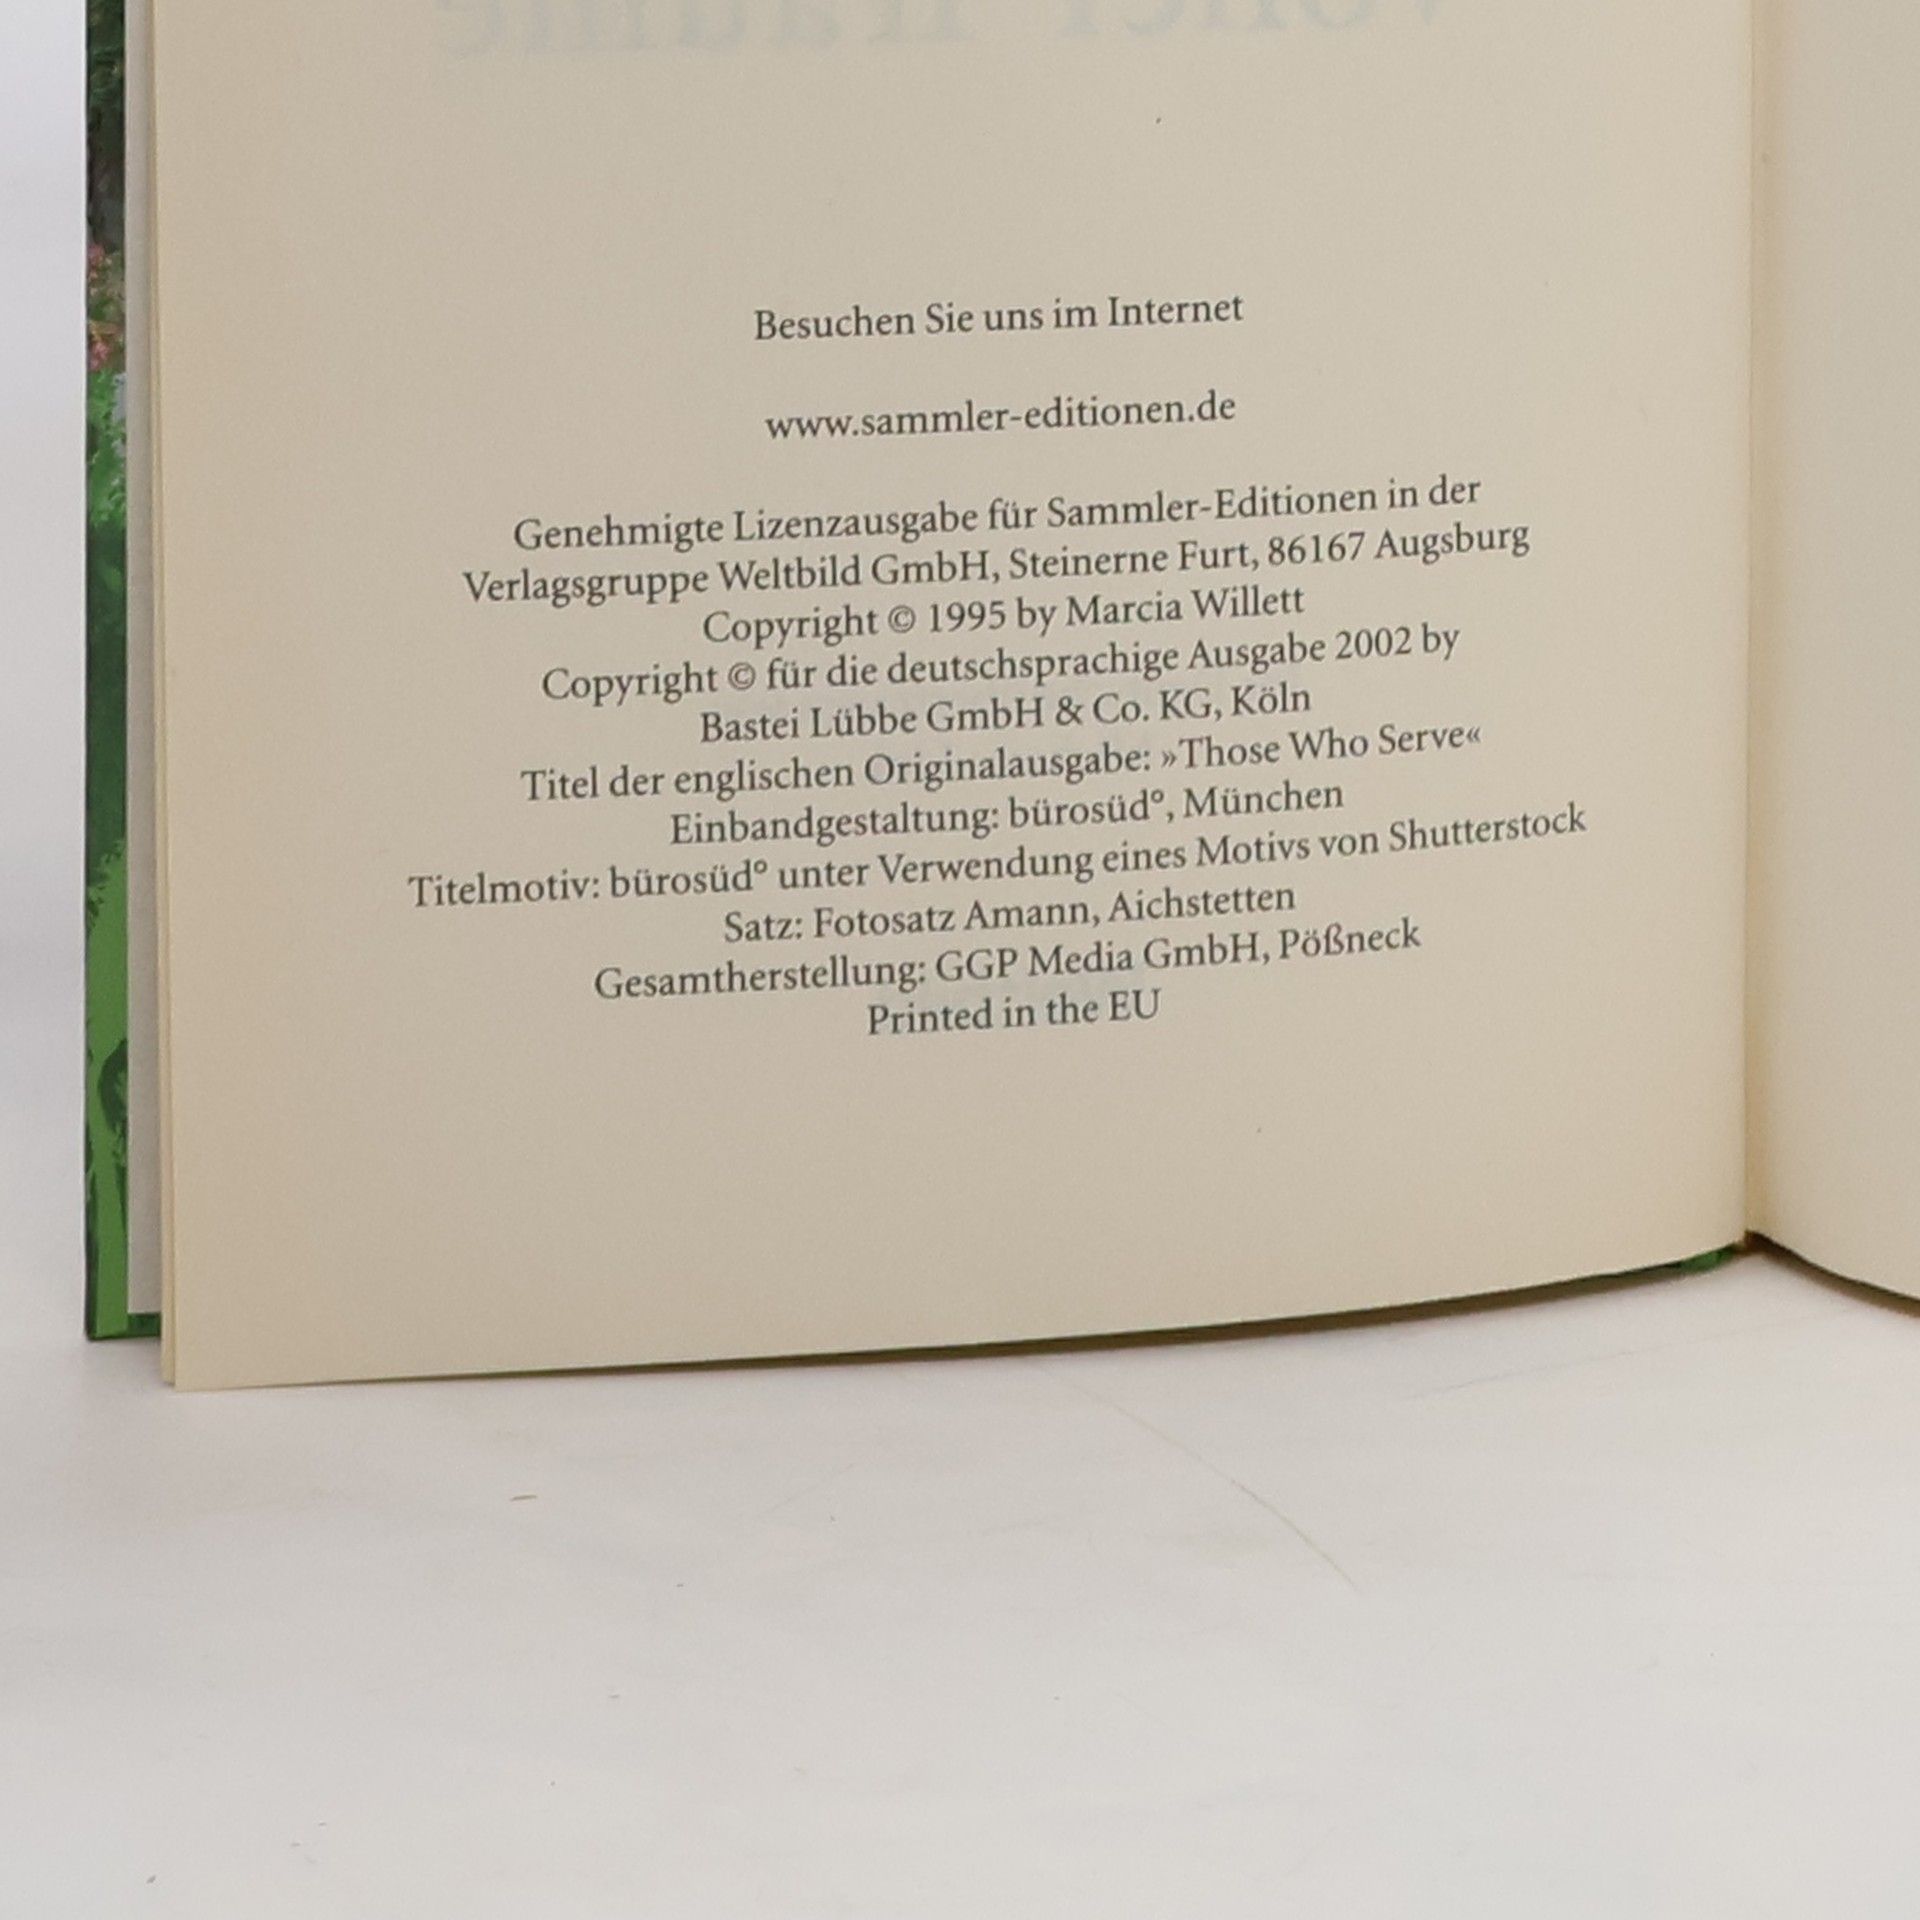 Besuchen Sie uns im Internet
www.sammler-editionen.de
Genehmigte Lizenzausgabe für Sammler-Editionen in der
Verlagsgruppe Weltbild GmbH, Steinerne Furt, 86167 Augsburg
Copyright © 1995 by Marcia Willett
Copyright © für die deutschsprachige Ausgabe 2002 by
Bastei Lübbe GmbH & Co. KG, Köln
Titel der englischen Originalausgabe: »Those Who Serve«
Einbandgestaltung: bürosüd°, München
Titelmotiv: bürosüd° unter Verwendung eines Motivs von Shutterstock
Satz: Fotosatz Amann, Aichstetten
Gesamtherstellung: GGP Media GmbH, Pößneck
Printed in the EU